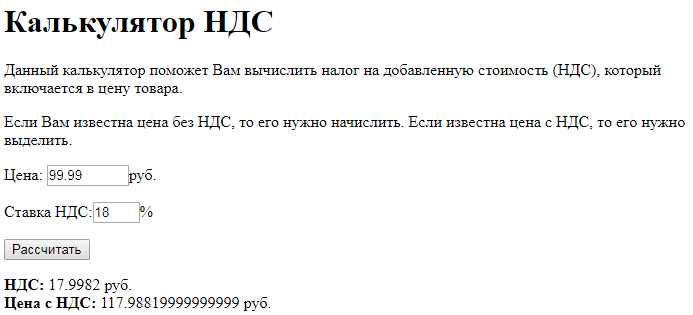 Калькулятор НДС
Данный калькулятор поможет Вам вычислить налог на добавленную стоимость (НДС), который
включается в цену товара.
Если Вам известна цена без НДС, то его нужно начислить. Если известна цена с НДС, то его нужно
выделить.
Цена: 99.99 руб.
Ставка НДС: 18 %
Рассчитать
НДС: 17.9982 руб.
Цена с НДС: 117.98819999999999 руб.